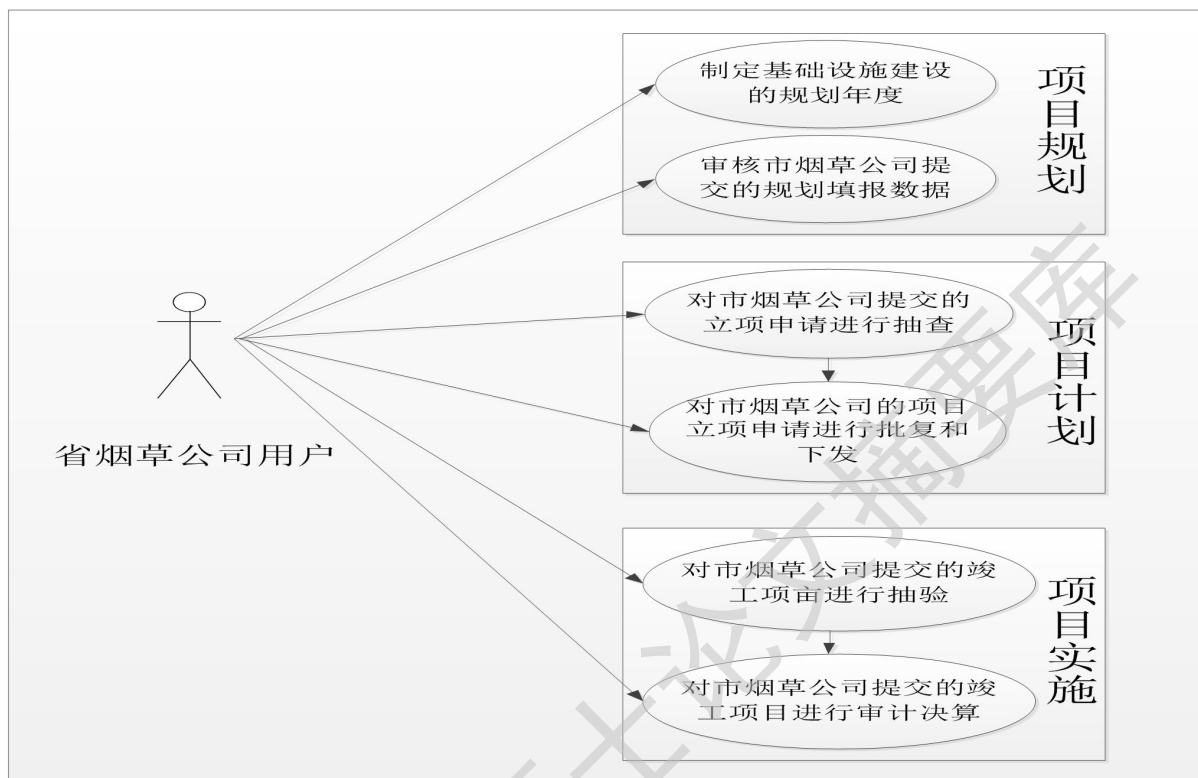 制定基础设施建设
的规划年度
审核市烟草公司提
交的规划填报数据
项目规划
对市烟草公司提交的
立项申请进行抽查
对市烟草公司的项目
立项申请进行批复和
下发
项目计划
省烟草公司用户
对市烟草公司提交的竣
工项亩进行抽验
对市烟草公司提交的竣
工项目进行审计决算
项目实施
士论文摘要库